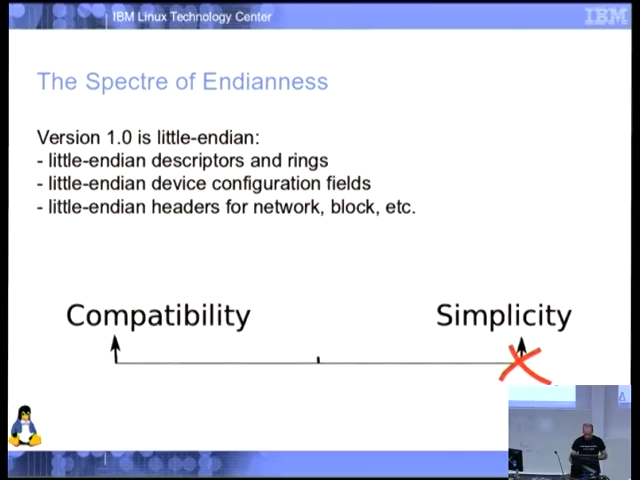 IBM Linux Technology Center
IBM
The Spectre of Endianness
Version 1.0 is little-endian:
- little-endian descriptors and rings
- little-endian device configuration fields
- little-endian headers for network, block, etc.
Compatibility
Simplicity